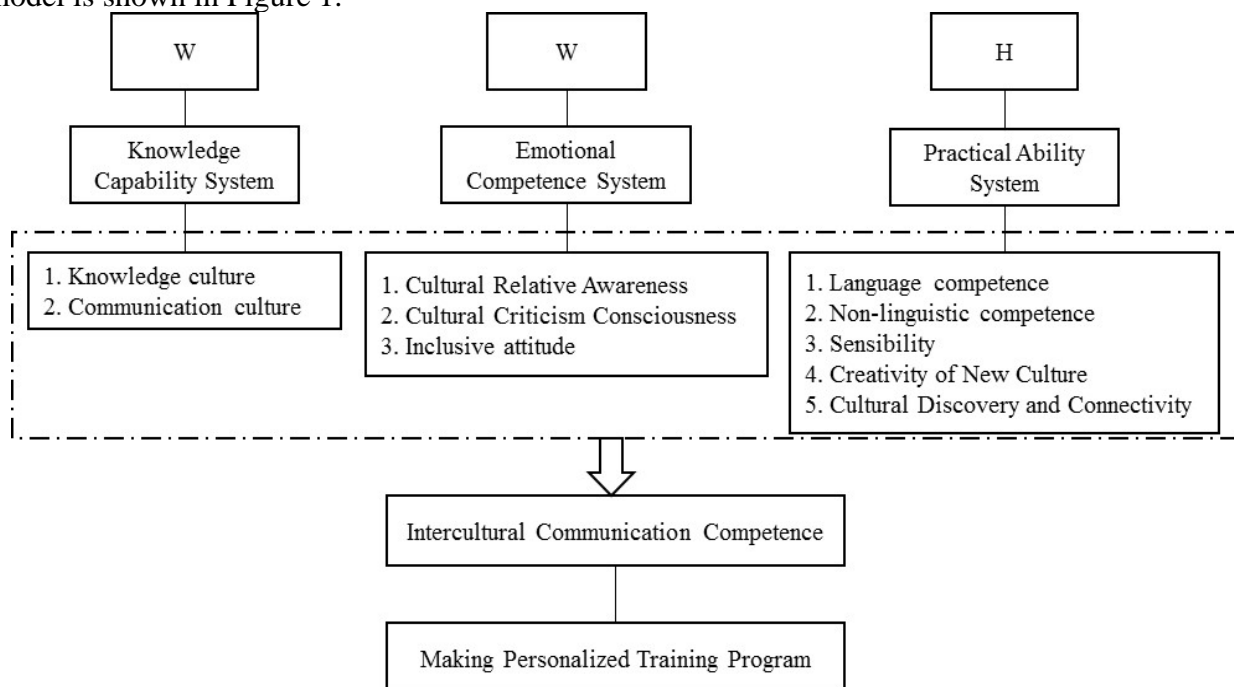 model is shown in Figure 1.
W
W
H
Knowledge
Capability System
Emotional
Competence System
Practical Ability
System
1. Knowledge culture
2. Communication culture
1. Cultural Relative Awareness
2. Cultural Criticism Consciousness
3. Inclusive attitude
1. Language competence
2. Non-linguistic competence
3. Sensibility
4. Creativity of New Culture
5. Cultural Discovery and Connectivity
Intercultural Communication Competence
Making Personalized Training Program